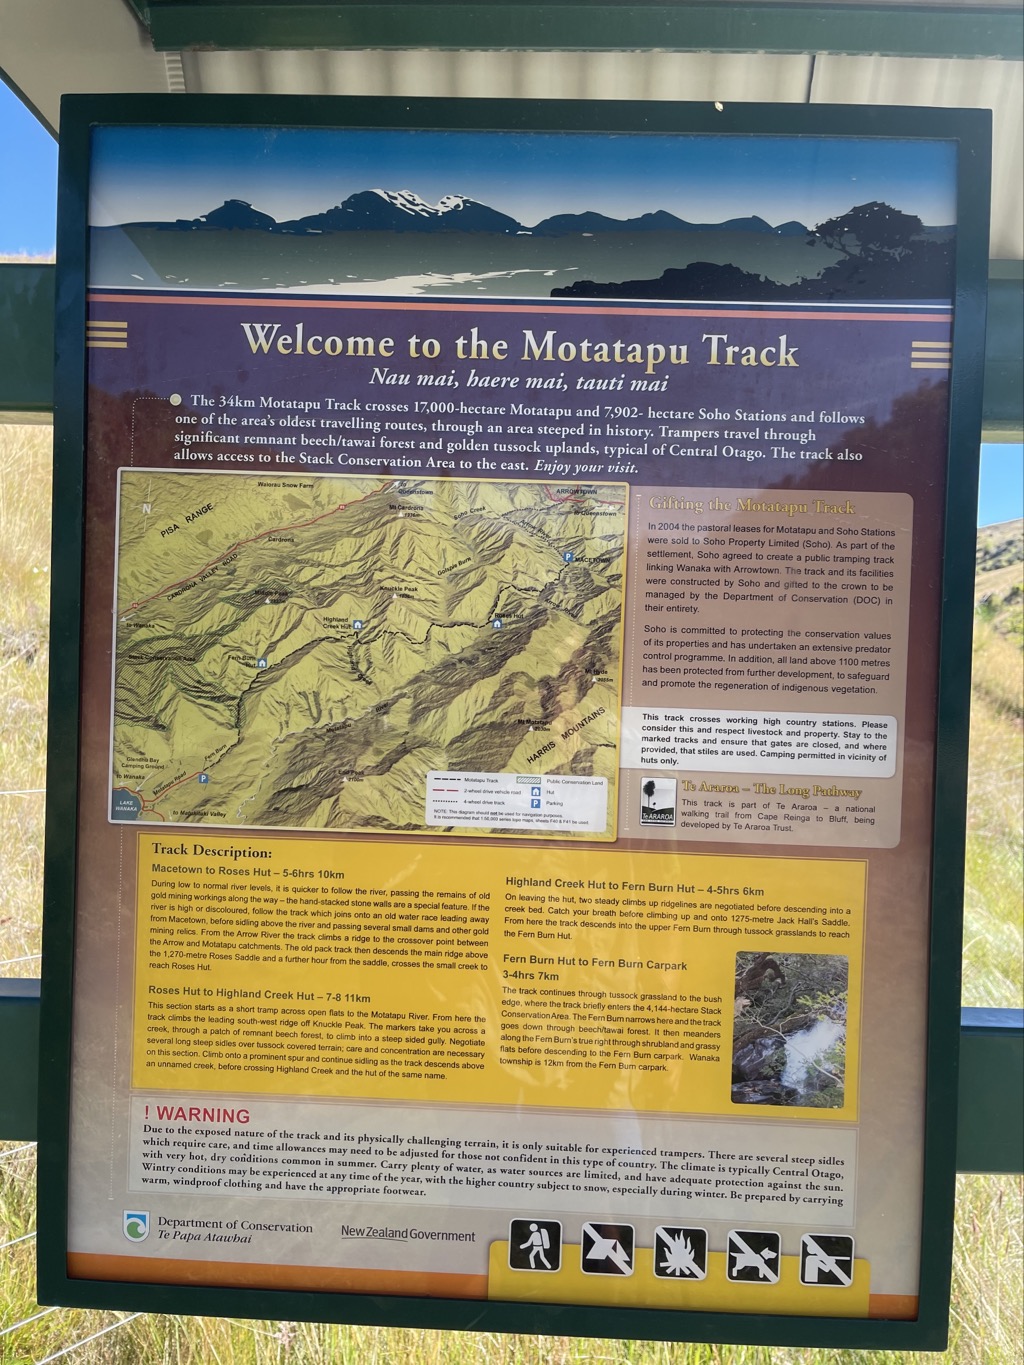 Welcome to the Motatapu Track
Nau mai, haere mai, tauti mai
The 34km Motatapu Track crosses 17,000-hectare Motatapu and 7,902- hectare Soho Stations and follows
one of the area's oldest travelling routes, through an area steeped in history. Trampers travel through
significant remnant beech/tawai forest and golden tussock uplands, typical of Central Otago. The track also
allows access to the Stack Conservation Area to the east. Enjoy your visit.
N
Waiorau Snow Farm
to Queenstown
ARROWTOWN
to Queenstown
PISA RANGE
Mt Cardrona
Soho Creek
Cardrona
CARDRONA VALLEY ROAD
MACETOWN
Knuckle Peak
Roses Hut
Highland
Creek Hut
to Wanaka
Fern Burn
Hut
Motatapu River
HARRIS MOUNTAINS
Glendhu Bay
Camping Ground
to Wanaka
Motatapu Road
Fern Burn
LAKE
WANAKA
to Matukituki Valley
Motatapu Track
2-wheel drive vehicle road
4-wheel drive track
Public Conservation Land
Hut
Parking
NOTE: This diagram should not be used for navigation purposes.
It is recommended that 1:50,000 series topo maps, sheets F40 & F41 be used.
Gifting the Motatapu Track
In 2004 the pastoral leases for Motatapu and Soho Stations
were sold to Soho Property Limited (Soho). As part of the
settlement, Soho agreed to create a public tramping track
linking Wanaka with Arrowtown. The track and its facilities
were constructed by Soho and gifted to the crown to be
managed by the Department of Conservation (DOC) in
their entirety.
Soho is committed to protecting the conservation values
of its properties and has undertaken an extensive predator
control programme. In addition, all land above 1100 metres
has been protected from further development, to safeguard
and promote the regeneration of indigenous vegetation.
This track crosses working high country stations. Please
consider this and respect livestock and property. Stay to the
marked tracks and ensure that gates are closed, and where
provided, that stiles are used. Camping permitted in vicinity of
huts only.
TE ARAROA
Te Araroa – The Long Pathway
This track is part of Te Araroa – a national
walking trail from Cape Reinga to Bluff, being
developed by Te Araroa Trust.
Track Description:
Macetown to Roses Hut – 5-6hrs 10km
During low to normal river levels, it is quicker to follow the river, passing the remains of old
gold mining workings along the way – the hand-stacked stone walls are a special feature. If the
river is high or discoloured, follow the track which joins onto an old water race leading away
from Macetown, before sidling above the river and passing several small dams and other gold
mining relics. From the Arrow River the track climbs a ridge to the crossover point between
the Arrow and Motatapu catchments. The old pack track then descends the main ridge above
the 1,270-metre Roses Saddle and a further hour from the saddle, crosses the small creek to
reach Roses Hut.
Roses Hut to Highland Creek Hut – 7-8 11km
This section starts as a short tramp across open flats to the Motatapu River. From here the
track climbs the leading south-west ridge off Knuckle Peak. The markers take you across a
creek, through a patch of remnant beech forest, to climb into a steep sided gully. Negotiate
several long steep sidles over tussock covered terrain; care and concentration are necessary
on this section. Climb onto a prominent spur and continue sidling as the track descends above
an unnamed creek, before crossing Highland Creek and the hut of the same name.
Highland Creek Hut to Fern Burn Hut – 4-5hrs 6km
On leaving the hut, two steady climbs up ridgelines are negotiated before descending into a
creek bed. Catch your breath before climbing up and onto 1275-metre Jack Hall's Saddle.
From here the track descends into the upper Fern Burn through tussock grasslands to reach
the Fern Burn Hut.
Fern Burn Hut to Fern Burn Carpark
3-4hrs 7km
The track continues through tussock grassland to the bush
edge, where the track briefly enters the 4,144-hectare Stack
Conservation Area. The Fern Burn narrows here and the track
goes down through beech/tawai forest. It then meanders
along the Fern Burn's true right through shrubland and grassy
flats before descending to the Fern Burn carpark. Wanaka
township is 12km from the Fern Burn carpark.
! WARNING
Due to the exposed nature of the track and its physically challenging terrain, it is only suitable for experienced trampers. There are several steep sidles
which require care, and time allowances may need to be adjusted for those not confident in this type of country. The climate is typically Central Otago,
with very hot, dry conditions common in summer. Carry plenty of water, as water sources are limited, and have adequate protection against the sun.
Wintry conditions may be experienced at any time of the year, with the higher country subject to snow, especially during winter. Be prepared by carrying
warm, windproof clothing and have the appropriate footwear.
Department of Conservation
Te Papa Atawhai
New Zealand Government